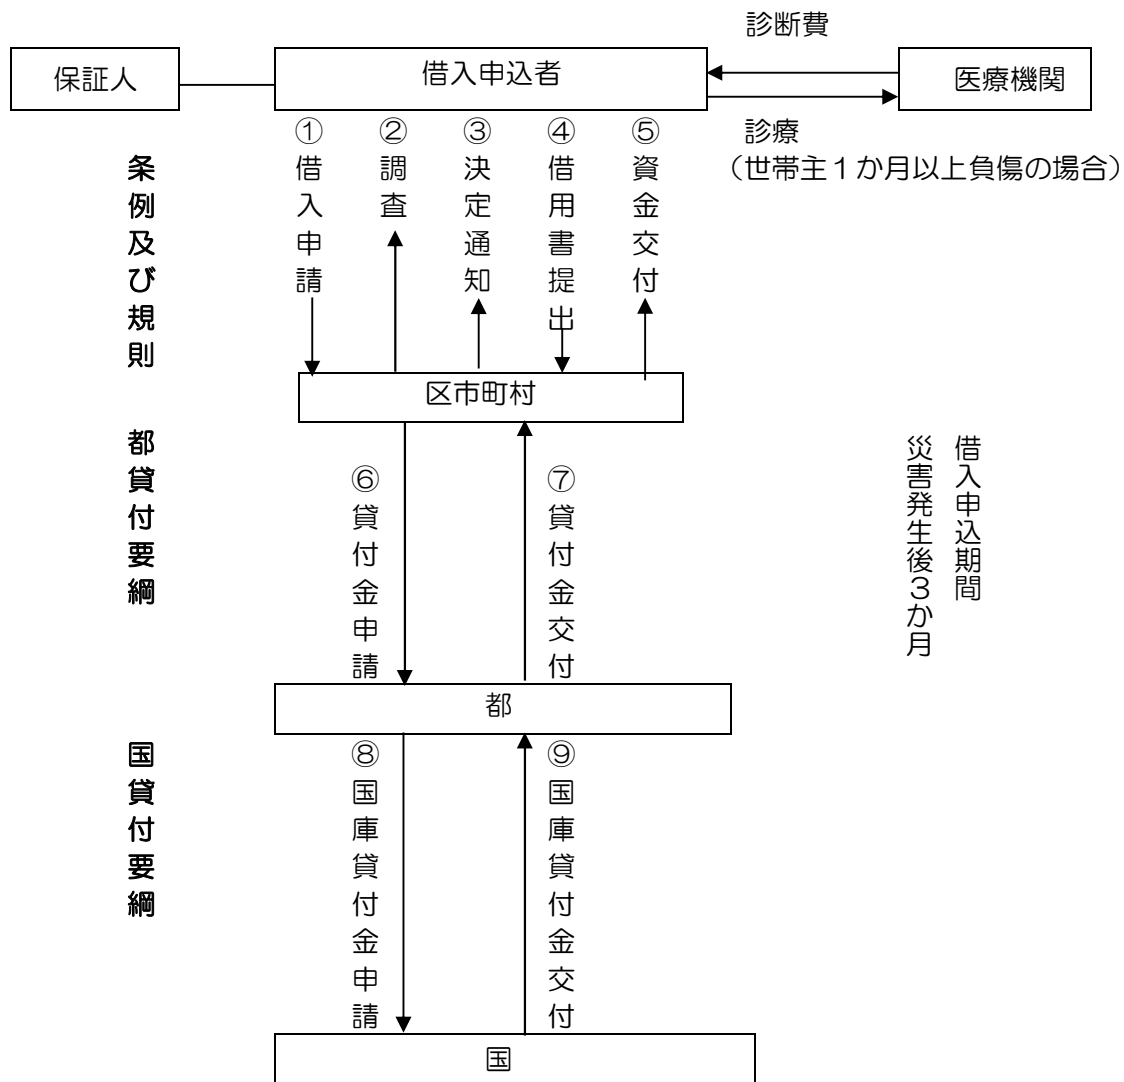 診断費
保証人
借入申込者
医療機関
診療
（世帯主１か月以上負傷の場合）
①借入申請
②調査
③決定通知
④借用書提出
⑤資金交付
条例及び規則
区市町村
都貸付要綱
⑥貸付金申請
⑦貸付金交付
借入申込期間
災害発生後３か月
都
国貸付要綱
⑧国庫貸付金申請
⑨国庫貸付金交付
国